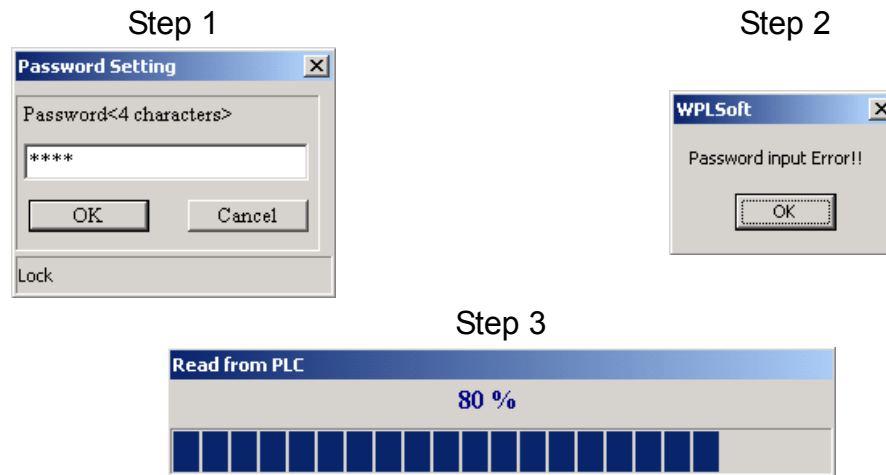 Step 1
Step 2
Password Setting
Password<4 characters>
****
OK
Cancel
Lock
WPLSoft
Password input Error!!
OK
Step 3
Read from PLC
80 %